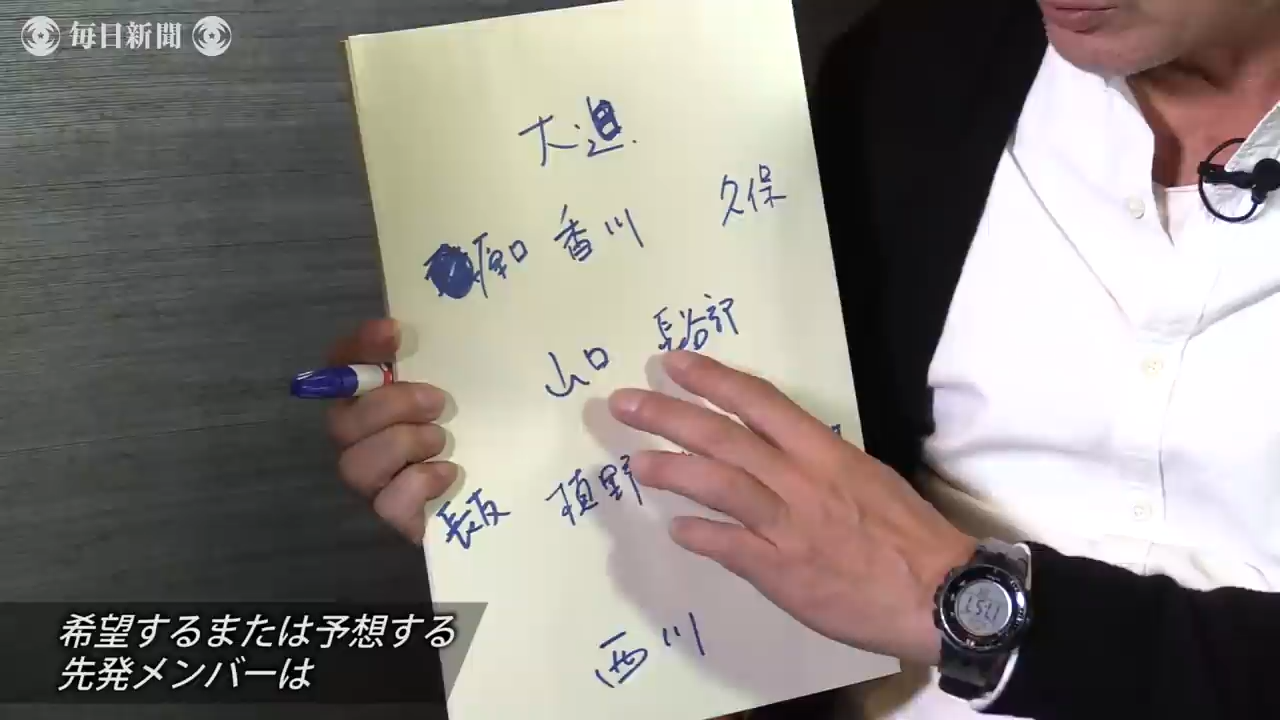 毎日新聞
大迫
久保
原口 香川
長谷部
山口
長友 槙野
西川
希望するまたは予想する
先発メンバーは